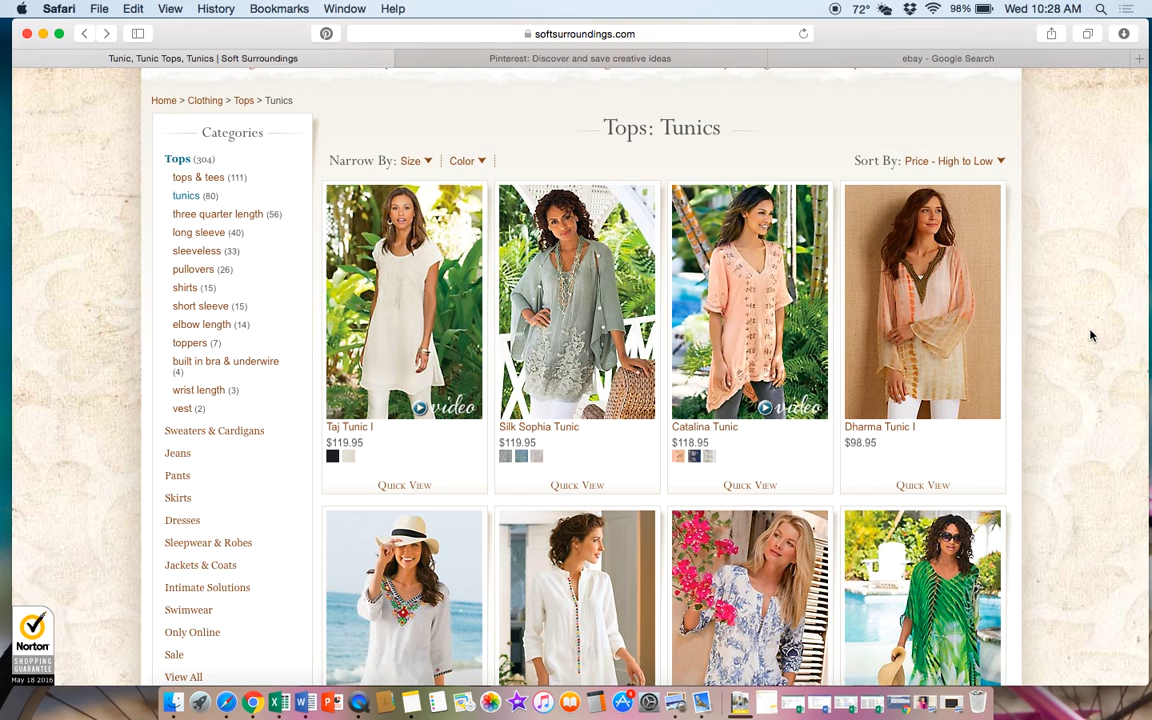 Safari File Edit View History Bookmarks Window Help 72° 98% Wed 10:28 AM
softsurroundings.com
Tunic, Tunic Tops, Tunics | Soft Surroundings Pinterest: Discover and save creative ideas ebay - Google Search
Home > Clothing > Tops > Tunics
Categories
Tops (304)
tops & tees (111)
tunics (80)
three quarter length (56)
long sleeve (40)
sleeveless (33)
pullovers (26)
shirts (15)
short sleeve (15)
elbow length (14)
toppers (7)
built in bra & underwire
(4)
wrist length (3)
vest (2)
Sweaters & Cardigans
Jeans
Pants
Skirts
Dresses
Sleepwear & Robes
Jackets & Coats
Intimate Solutions
Swimwear
Only Online
Sale
View All
Tops: Tunics
Narrow By: Size Color Sort By: Price - High to Low
video video
Taj Tunic I Silk Sophia Tunic Catalina Tunic Dharma Tunic I
$119.95 $119.95 $118.95 $98.95
Quick View Quick View Quick View Quick View
Norton
SHOPPING
GUARANTEE
May 18 2016